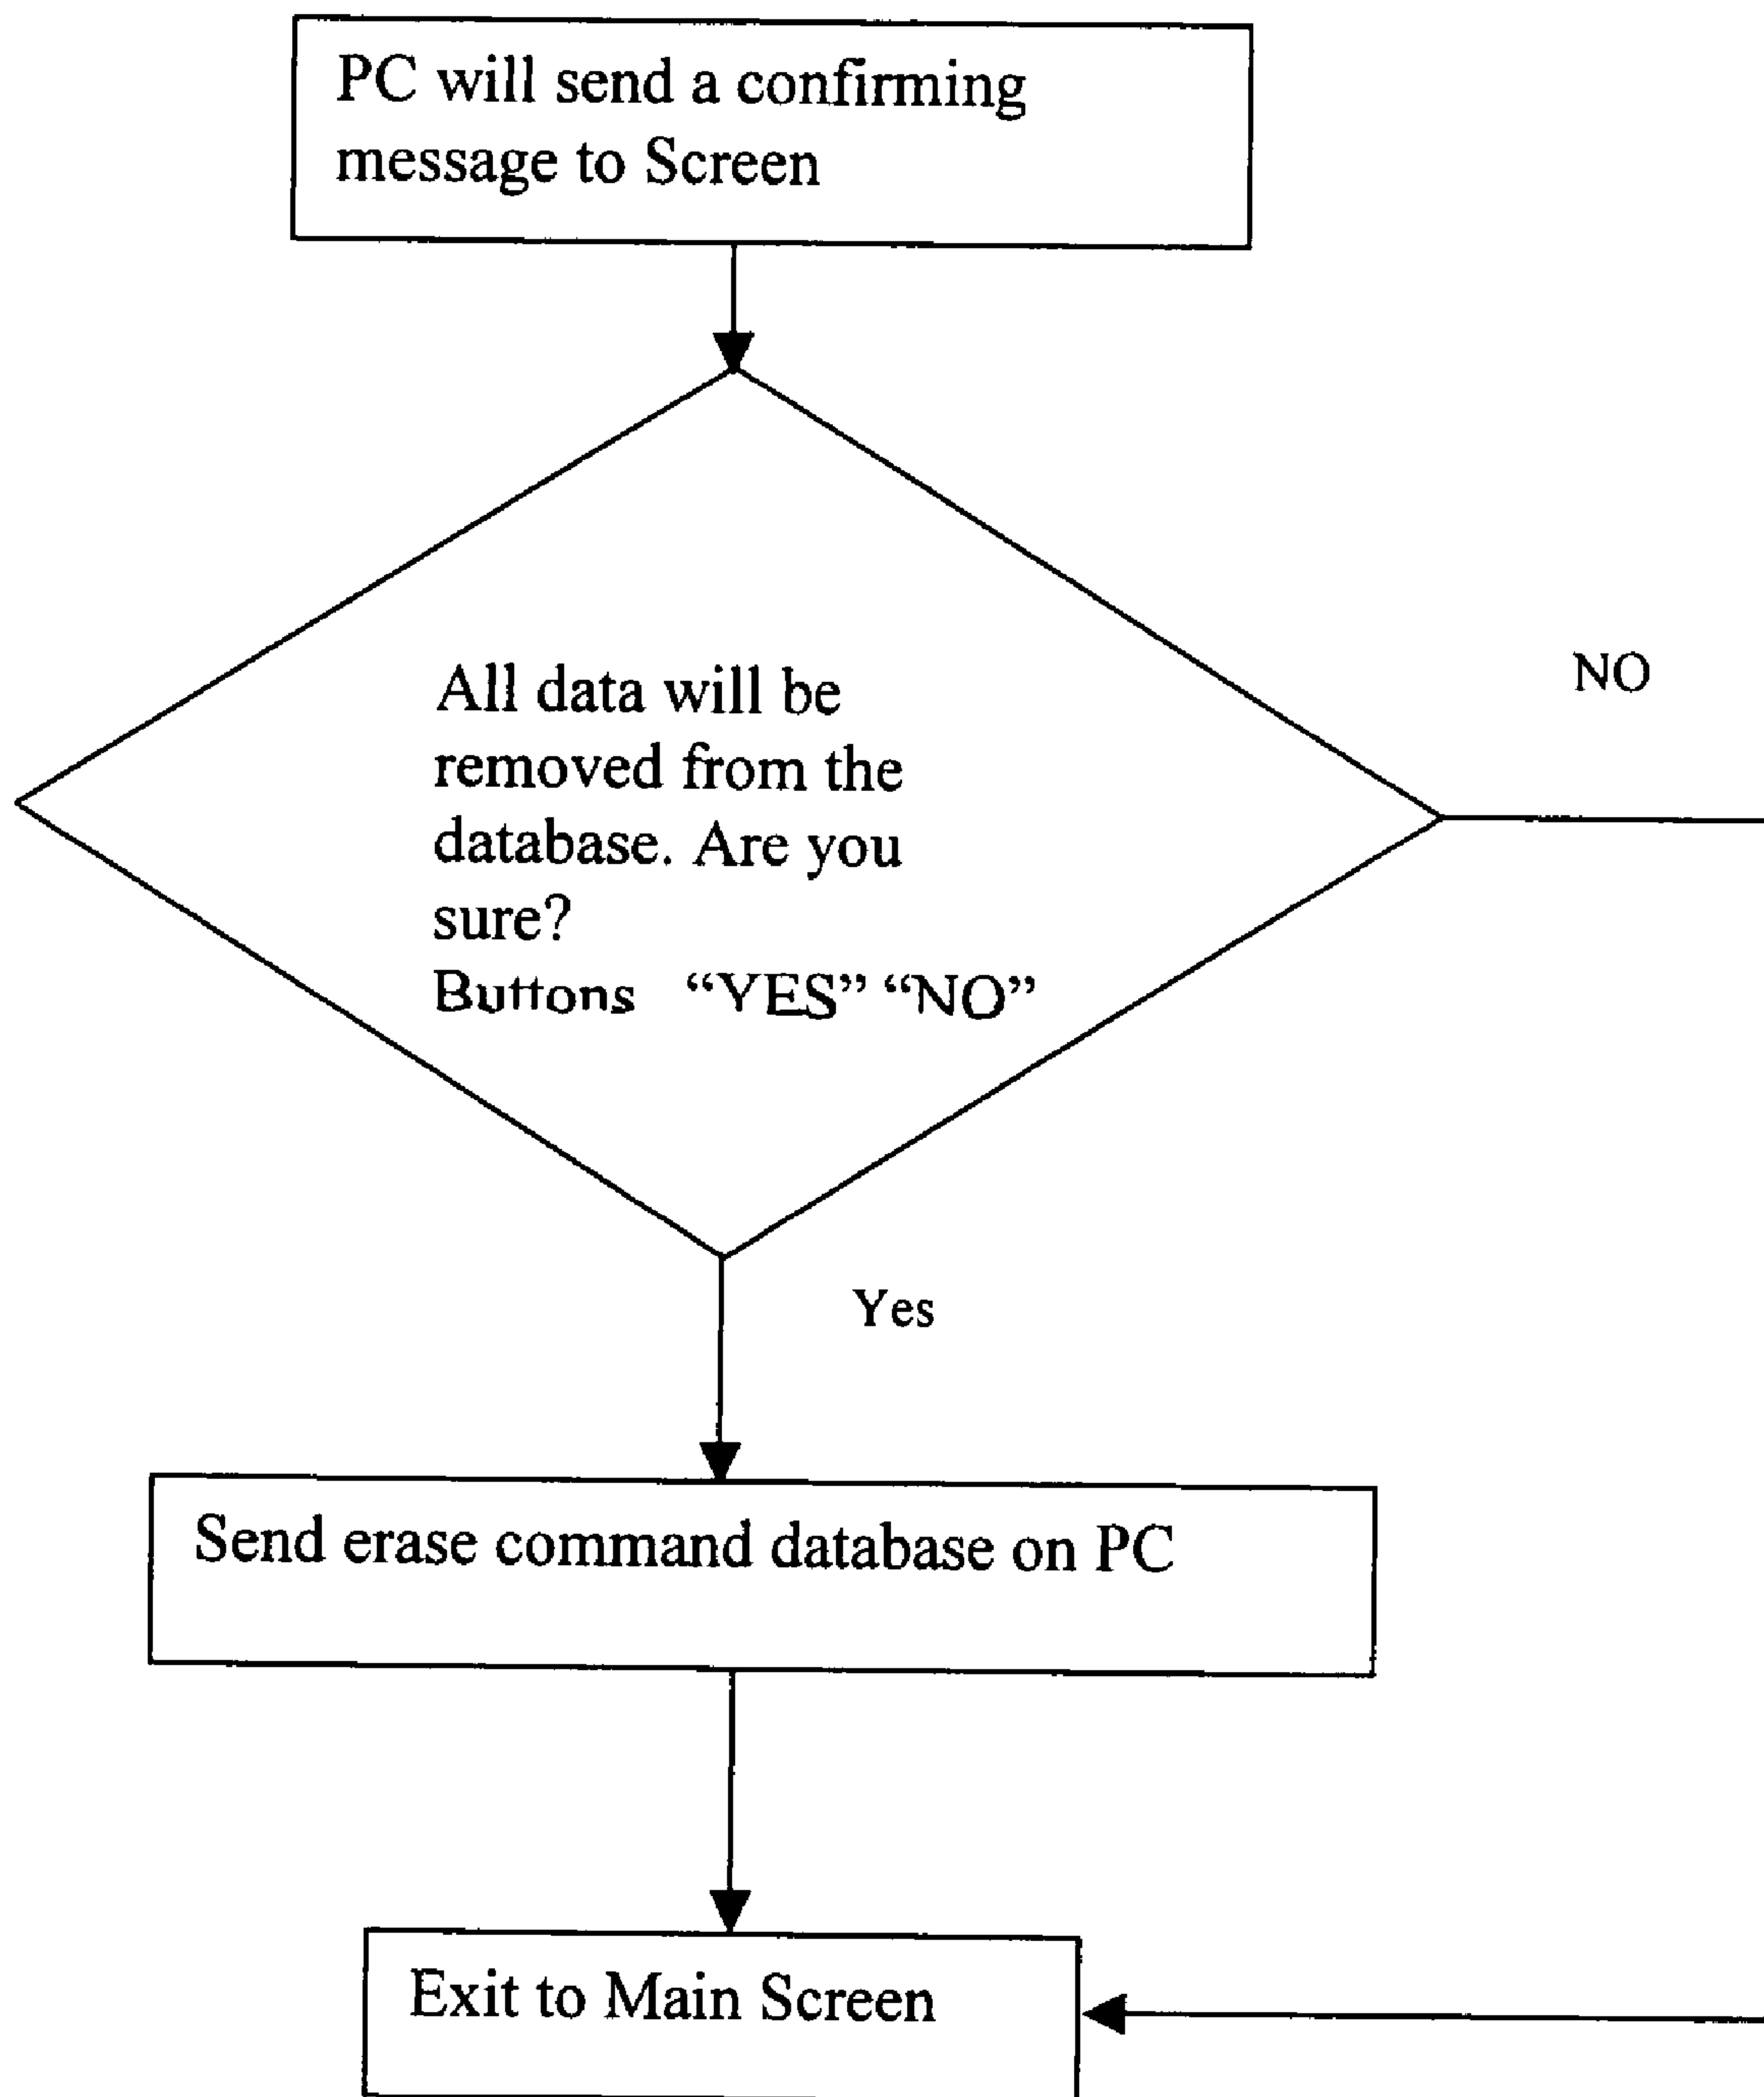 PC will send a confirming
message to Screen
All data will be
removed from the
database. Are you
sure?
Buttons “YES” “NO”
NO
Yes
Send erase command database on PC
Exit to Main Screen